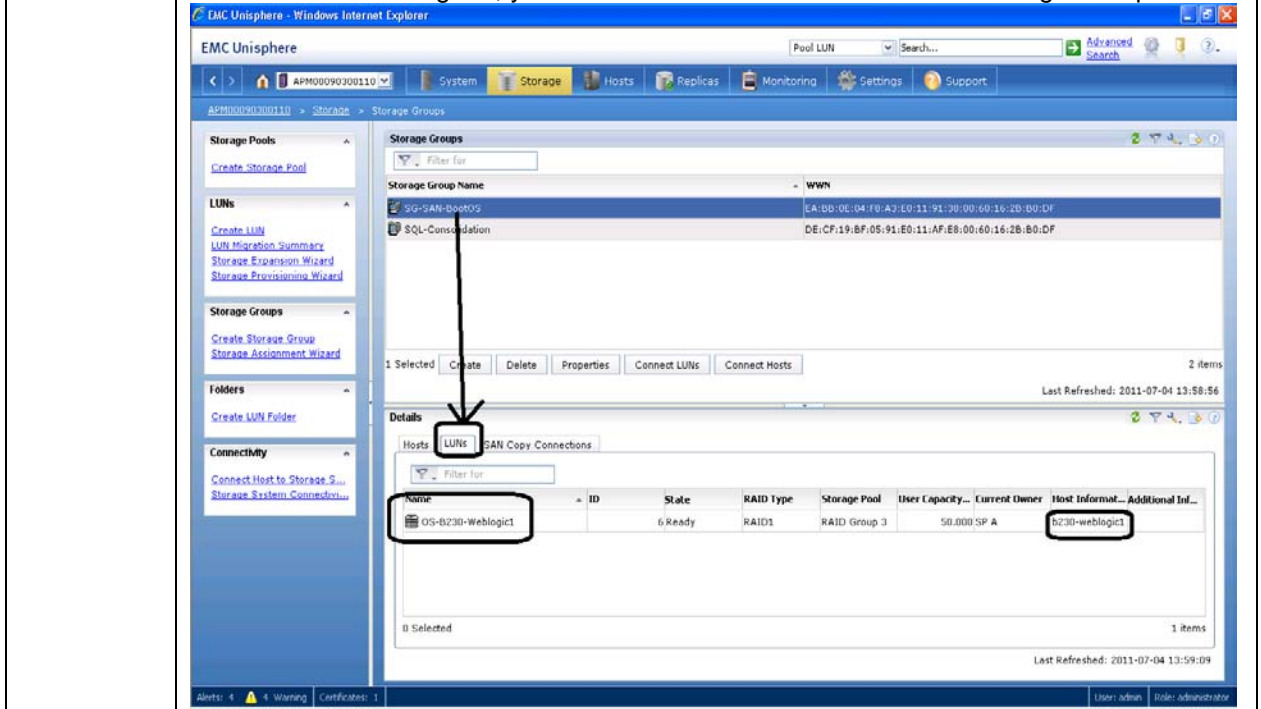 EMC Unisphere - Windows Internet Explorer
EMC Unisphere
Pool LUN
Search...
Advanced Search
APM00090300110
System
Storage
Hosts
Replicas
Monitoring
Settings
Support
APM00090300110 > Storage > Storage Groups
Storage Pools
Create Storage Pool
LUNs
Create LUN
LUN Migration Summary
Storage Expansion Wizard
Storage Provisioning Wizard
Storage Groups
Create Storage Group
Storage Assignment Wizard
Folders
Create LUN Folder
Connectivity
Connect Host to Storage S...
Storage System Connectivi...
Storage Groups
Filter for
Storage Group Name WWN
SG-SAN-BootOS EA:BB:0E:04:F8:A3:E0:11:91:30:00:60:16:2B:B0:DF
SQL-Consolidation DE:CF:19:BF:05:91:E0:11:AF:E8:00:60:16:2B:B0:DF
1 Selected Create Delete Properties Connect LUNs Connect Hosts 2 items
Last Refreshed: 2011-07-04 13:58:56
Details
Hosts LUNs SAN Copy Connections
Filter for
Name ID State RAID Type Storage Pool User Capacity... Current Owner Host Informat... Additional Inf...
OS-B230-Weblogic1 6 Ready RAID1 RAID Group 3 50.000 SP A b230-weblogic1
0 Selected 1 items
Last Refreshed: 2011-07-04 13:59:09
Alerts: 4 4 Warning Certificates: 1 User: admin Role: administrator